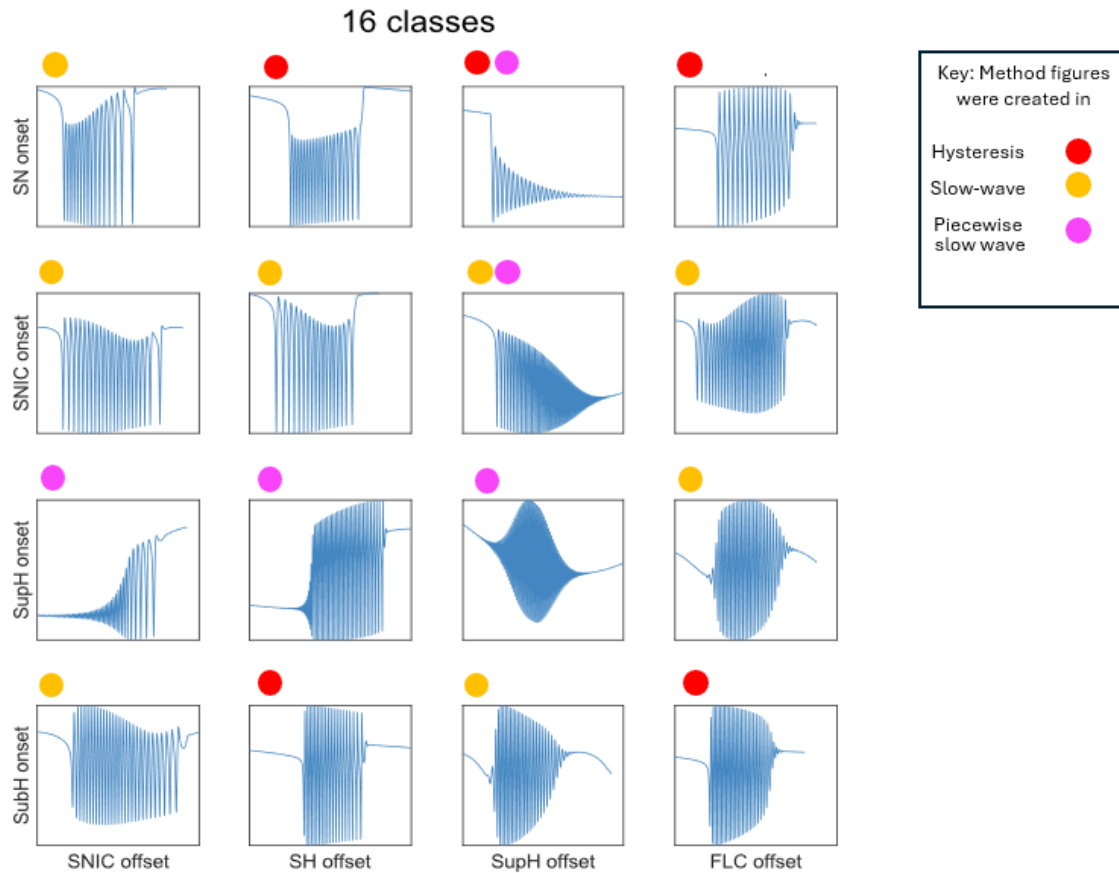 16 classes
Key: Method figures
were created in
Hysteresis
Slow-wave
Piecewise
slow wave
SN onset
SNIC onset
SupH onset
SubH onset
SNIC offset
SH offset
SupH offset
FLC offset